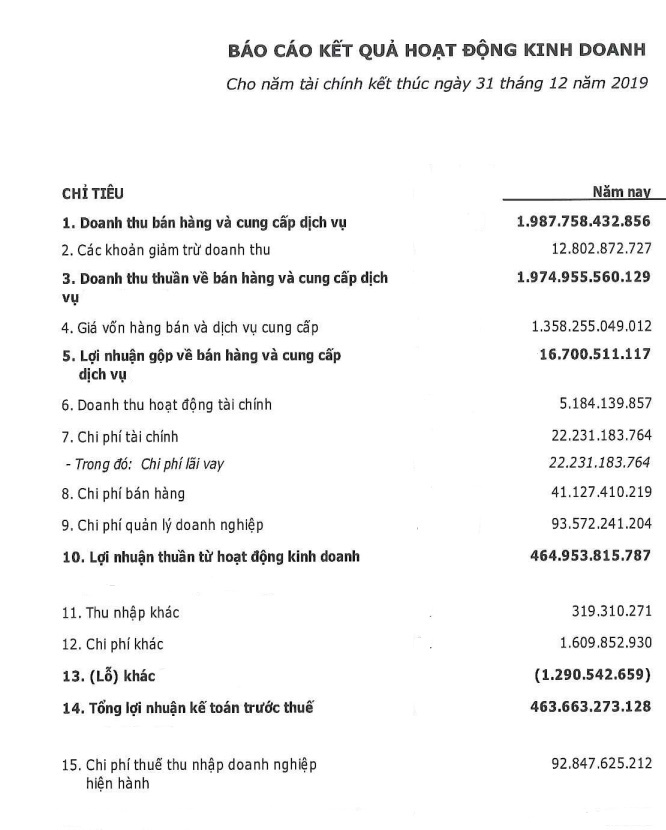 BÁO CÁO KẾT QUẢ HOẠT ĐỘNG KINH DOANH
Cho năm tài chính kết thúc ngày 31 tháng 12 năm 2019
CHỈ TIÊU Năm nay
1. Doanh thu bán hàng và cung cấp dịch vụ 1.987.758.432.856
2. Các khoản giảm trừ doanh thu 12.802.872.727
3. Doanh thu thuần về bán hàng và cung cấp dịch 1.974.955.560.129
vụ
4. Giá vốn hàng bán và dịch vụ cung cấp 1.358.255.049.012
5. Lợi nhuận gộp về bán hàng và cung cấp 16.700.511.117
dịch vụ
6. Doanh thu hoạt động tài chính 5.184.139.857
7. Chi phí tài chính 22.231.183.764
- Trong đó: Chi phí lãi vay 22.231.183.764
8. Chi phí bán hàng 41.127.410.219
9. Chi phí quản lý doanh nghiệp 93.572.241.204
10. Lợi nhuận thuần từ hoạt động kinh doanh 464.953.815.787
11. Thu nhập khác 319.310.271
12. Chi phí khác 1.609.852.930
13. (Lỗ) khác (1.290.542.659)
14. Tổng lợi nhuận kế toán trước thuế 463.663.273.128
15. Chi phí thuế thu nhập doanh nghiệp 92.847.625.212
hiện hành